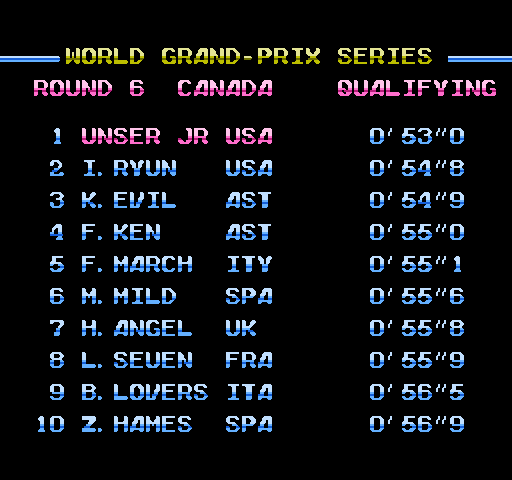 WORLD GRAND-PRIX SERIES
ROUND 6 CANADA QUALIFYING
1 UNSER JR USA 0'53"0
2 I. RYUN USA 0'54"8
3 K. EVIL AST 0'54"9
4 F. KEN AST 0'55"0
5 F. MARCH ITY 0'55"1
6 M. MILD SPA 0'55"6
7 H. ANGEL UK 0'55"8
8 L. SEVEN FRA 0'55"9
9 B. LOVERS ITA 0'56"5
10 Z. HAMES SPA 0'56"9